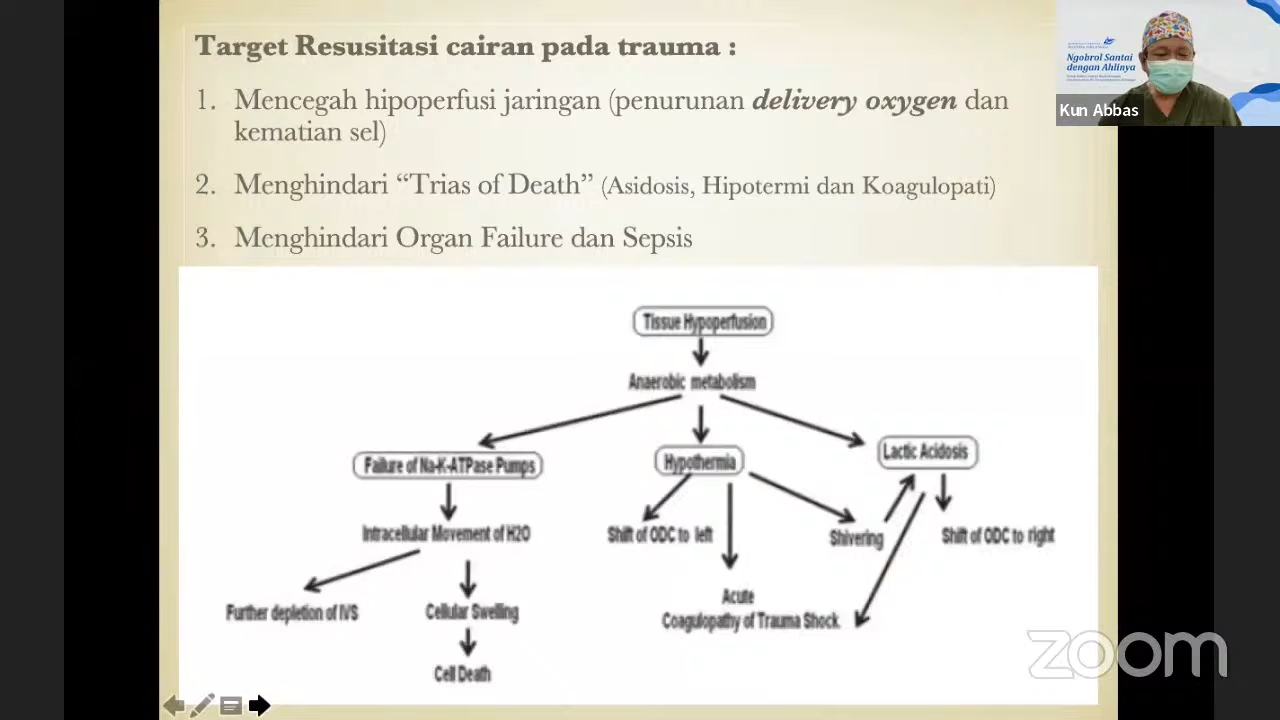 Target Resusitasi cairan pada trauma :
1. Mencegah hipoperfusi jaringan (penurunan delivery oxygen dan
kematian sel)
2. Menghindari “Trias of Death” (Asidosis, Hipotermi dan Koagulopati)
3. Menghindari Organ Failure dan Sepsis
Ngobrol Santai
dengan Ahlinya
Kun Abbas
Tissue Hypoperfusion
Anaerobic metabolism
Failure of Na-K-ATPase Pumps
Hypothermia
Lactic Acidosis
Intracellular Movement of H2O
Shift of ODC to left
Shivering
Shift of ODC to right
Further depletion of IVS
Cellular Swelling
Acute
Coagulopathy of Trauma Shock
Cell Death
zoom